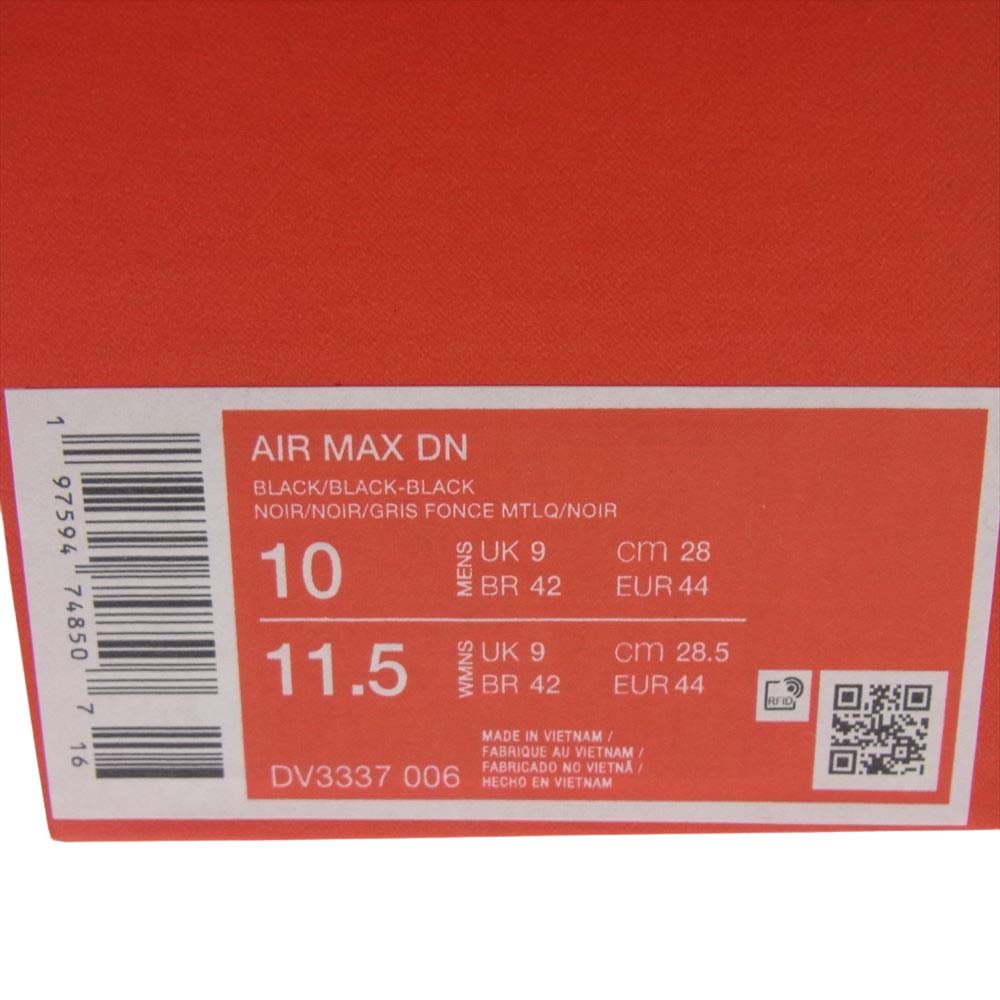 AIR MAX DN
BLACK/BLACK-BLACK
NOIR/NOIR/GRIS FONCE MTLQ/NOIR
10 MENS UK 9 cm 28
BR 42 EUR 44
11.5 WMNS UK 9 cm 28.5
BR 42 EUR 44
MADE IN VIETNAM /
FABRIQUE AU VIETNAM /
FABRICADO NO VIETNÃ /
HECHO EN VIETNAM
DV3337 006
RFID
1 97594 74850 7 16